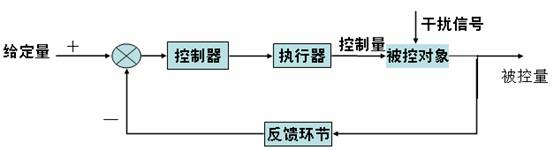 干扰信号
给定量
+
控制器
执行器
控制量
被控对象
被控量
—
反馈环节